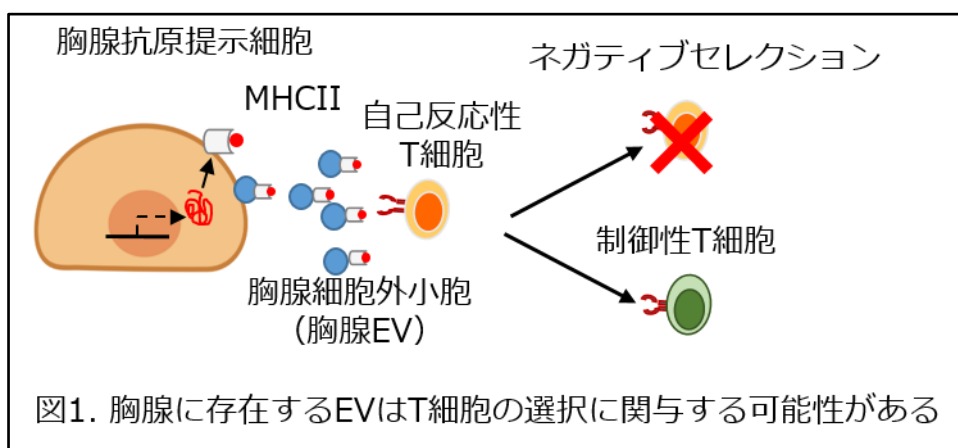 胸腺抗原提示細胞
MHCII
自己反応性
T細胞
ネガティブセレクション
制御性T細胞
胸腺細胞外小胞
（胸腺EV）
図1. 胸腺に存在するEVはT細胞の選択に関与する可能性がある